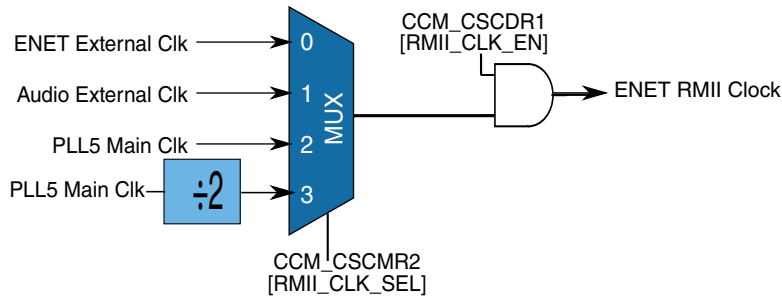 CCM_CSCDR1
[RMII_CLK_EN]
ENET External Clk
0
Audio External Clk
1
MUX
ENET RMII Clock
PLL5 Main Clk
2
PLL5 Main Clk
÷2
3
CCM_CSCMR2
[RMII_CLK_SEL]